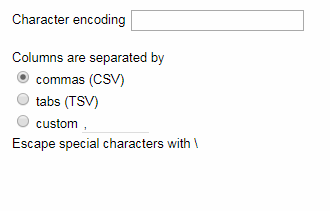 Character encoding
Columns are separated by
commas (CSV)
tabs (TSV)
custom ,
Escape special characters with \